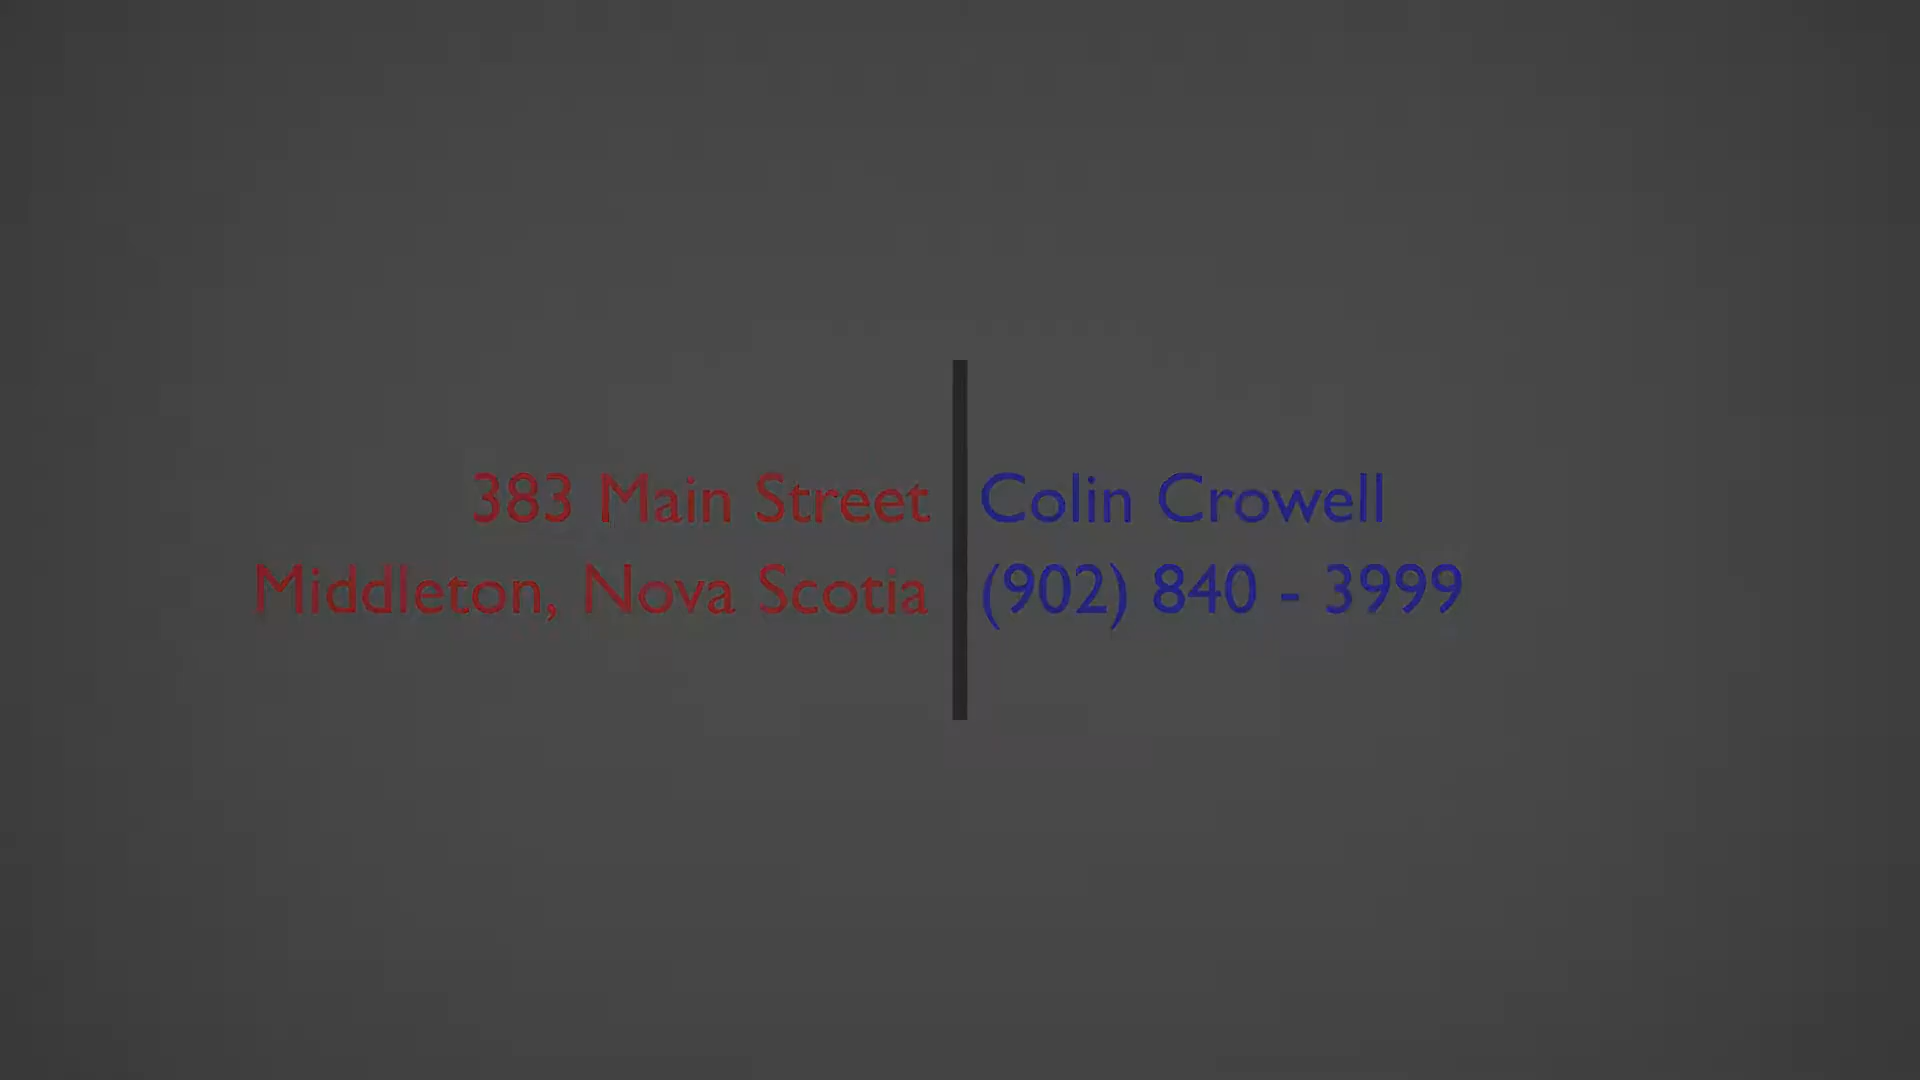 383 Main Street
Middleton, Nova Scotia
Colin Crowell
(902) 840 - 3999